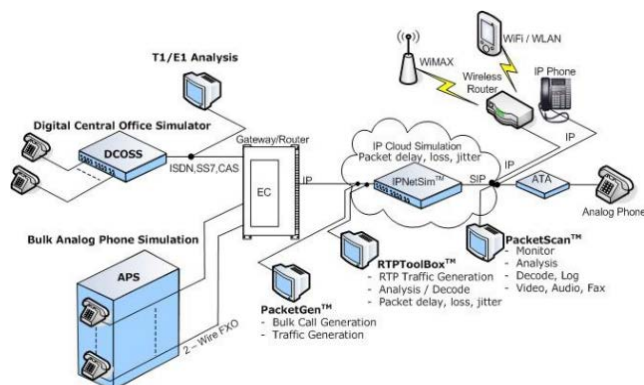 T1/E1 Analysis
WiMAX
WiFi / WLAN
Wireless
Router
IP Phone
Digital Central Office Simulator
DCOSS
Gateway/Router
ISDN,SS7,CAS
EC
IP
IP Cloud Simulation
Packet delay, loss, jitter
IPNetSim™
SIP
IP
IP
ATA
Analog Phone
Bulk Analog Phone Simulation
APS
2 – Wire FXO
PacketGen™
- Bulk Call Generation
- Traffic Generation
RTPToolBox™
- RTP Traffic Generation
- Analysis / Decode
- Packet delay, loss, jitter
PacketScan™
- Monitor
- Analysis
- Decode, Log
- Video, Audio, Fax